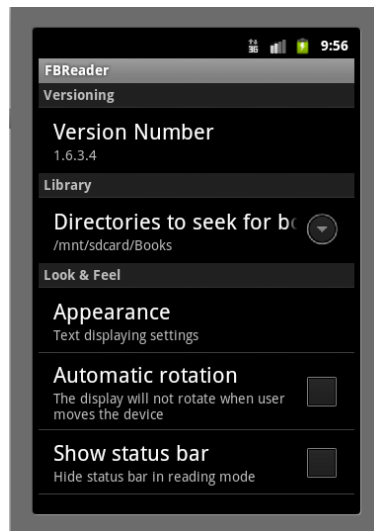 3G 9:56
FBReader
Versioning
Version Number
1.6.3.4
Library
Directories to seek for
/mnt/sdcard/Books
Look & Feel
Appearance
Text displaying settings
Automatic rotation
The display will not rotate when user
moves the device
Show status bar
Hide status bar in reading mode